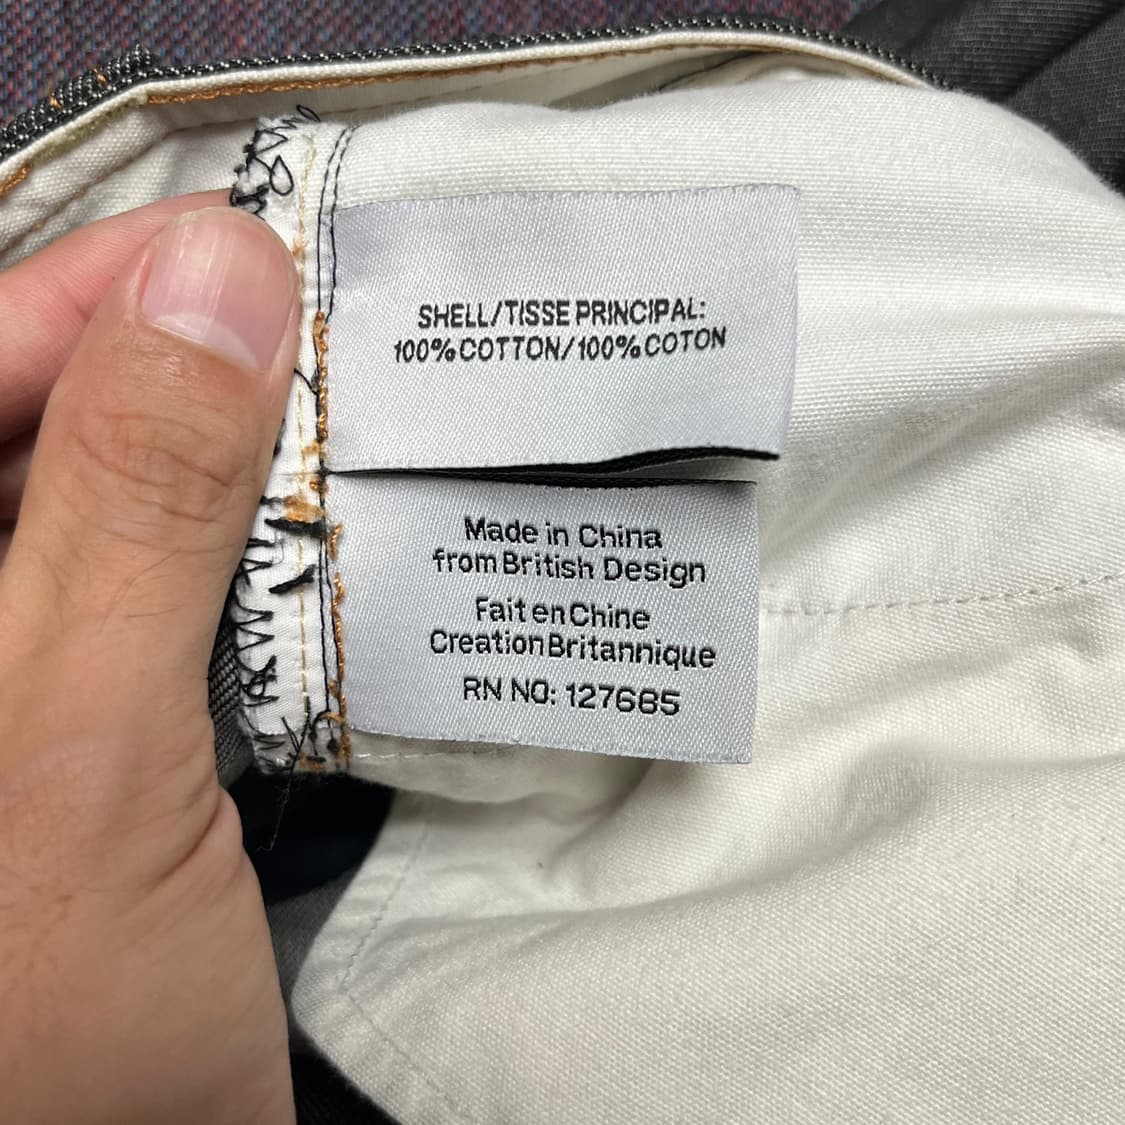 SHELL/TISSE PRINCIPAL:
100% COTTON/100% COTON
Made in China
from British Design
Fait en Chine
Creation Britannique
RN NO: 127685